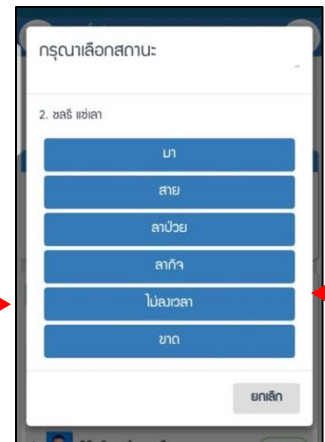 กรุณาเลือกสถานะ
2. ชลธี แซ่เลา
มา
สาย
ลาป่วย
ลากิจ
ไม่ลงเวลา
ขาด
ยกเลิก